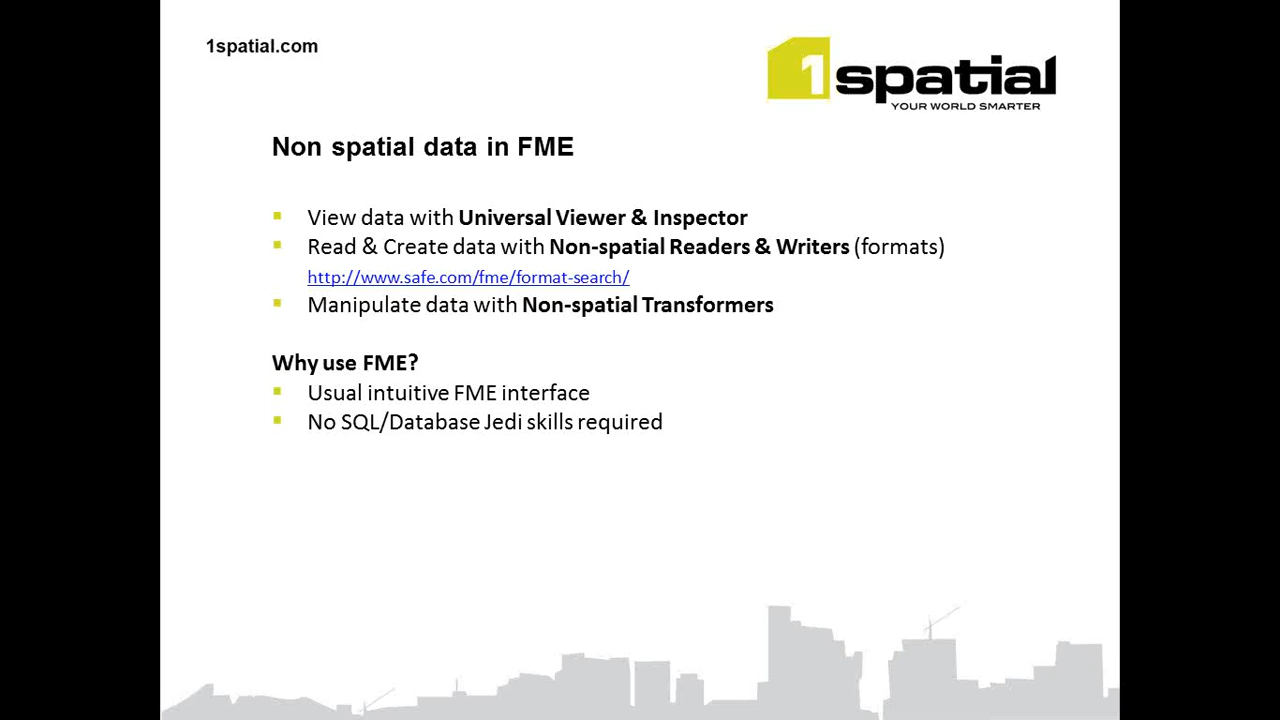 1spatial.com
1spatial
YOUR WORLD SMARTER
Non spatial data in FME
View data with Universal Viewer & Inspector
Read & Create data with Non-spatial Readers & Writers (formats)
http://www.safe.com/fme/format-search/
Manipulate data with Non-spatial Transformers
Why use FME?
Usual intuitive FME interface
No SQL/Database Jedi skills required